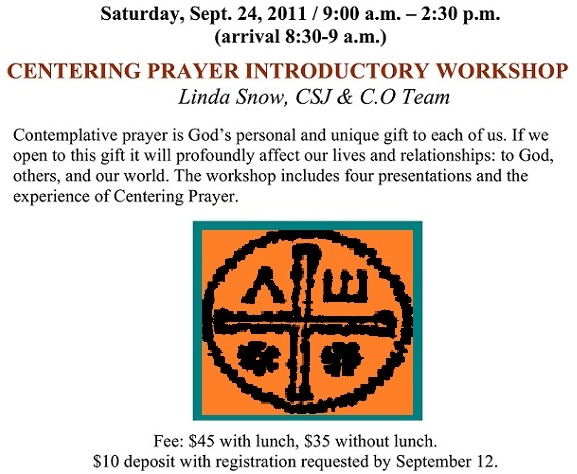 Saturday, Sept. 24, 2011 / 9:00 a.m. – 2:30 p.m.
(arrival 8:30-9 a.m.)
CENTERING PRAYER INTRODUCTORY WORKSHOP
Linda Snow, CSJ & C.O Team
Contemplative prayer is God’s personal and unique gift to each of us. If we
open to this gift it will profoundly affect our lives and relationships: to God,
others, and our world. The workshop includes four presentations and the
experience of Centering Prayer.
Λ Ш
Fee: $45 with lunch, $35 without lunch.
$10 deposit with registration requested by September 12.